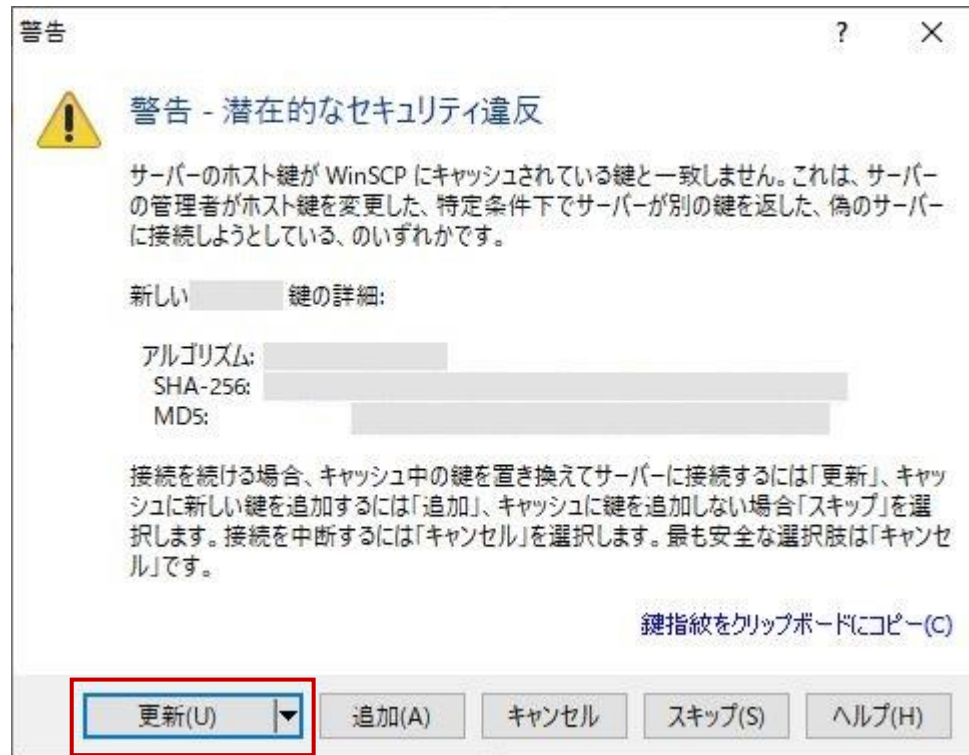 警告
警告 - 潜在的なセキュリティ違反
サーバーのホスト鍵が WinSCP にキャッシュされている鍵と一致しません。これは、サーバー
の管理者がホスト鍵を変更した、特定条件下でサーバーが別の鍵を返した、偽のサーバー
に接続しようとしている、のいずれかです。
新しい 鍵の詳細:
アルゴリズム:
SHA-256:
MD5:
接続を続ける場合、キャッシュ中の鍵を置き換えてサーバーに接続するには「更新」、キャッ
シュに新しい鍵を追加するには「追加」、キャッシュに鍵を追加しない場合「スキップ」を選
択します。接続を中断するには「キャンセル」を選択します。最も安全な選択肢は「キャンセ
ル」です。
鍵指紋をクリップボードにコピー(C)
更新(U) 追加(A) キャンセル スキップ(S) ヘルプ(H)